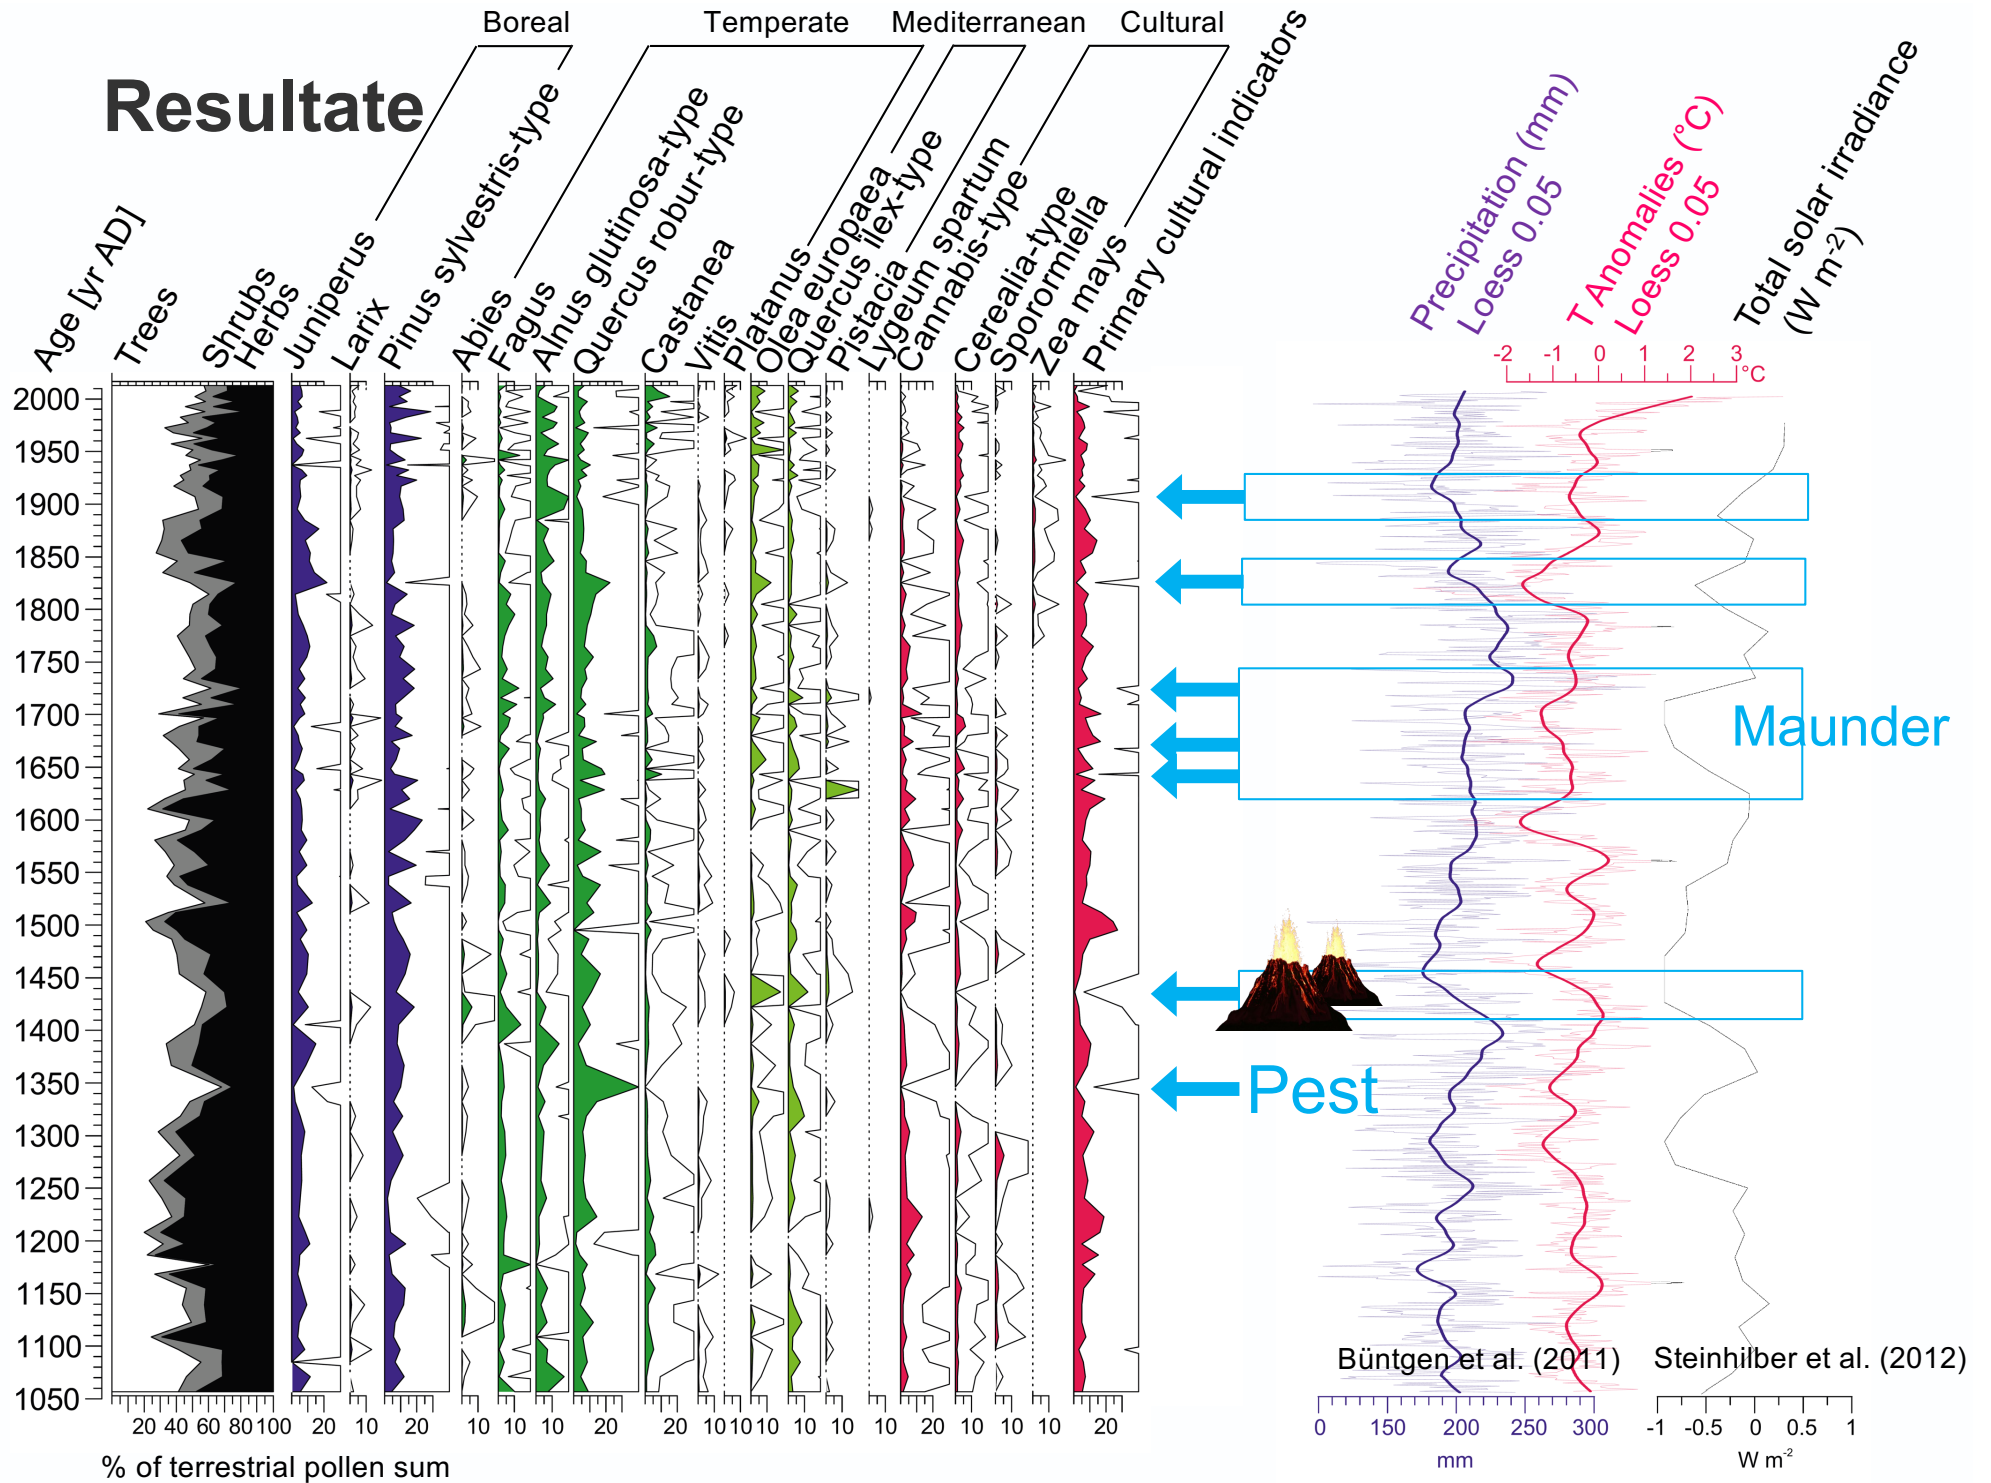 Resultate
Boreal
Temperate
Mediterranean
Cultural
Age [yr AD]
Trees
Shrubs
Herbs
Juniperus
Larix
Pinus sylvestris-type
Abies
Fagus
Alnus glutinosa-type
Quercus robur-type
Castanea
Vitis
Platanus
Olea europaea
Quercus ilex-type
Pistacia
Lygeum spartum
Cannabis-type
Cerealia-type
Sporormiella
Zea mays
Primary cultural indicators
Precipitation (mm)
Loess 0.05
T Anomalies (°C)
Loess 0.05
Total solar irradiance
(W m-2)
-2 -1 0 1 2 3
°C
2000
1950
1900
1850
1800
1750
1700
1650
1600
1550
1500
1450
1400
1350
1300
1250
1200
1150
1100
1050
Maunder
Pest
Büntgen et al. (2011)
Steinhilber et al. (2012)
20 40 60 80 100 20 10 20 10 10 10 20 20 10 10 10 10 10 10 20 10 10 10 20
0 150 200 250 300
mm
-1 -0.5 0 0.5 1
W m-2
% of terrestrial pollen sum